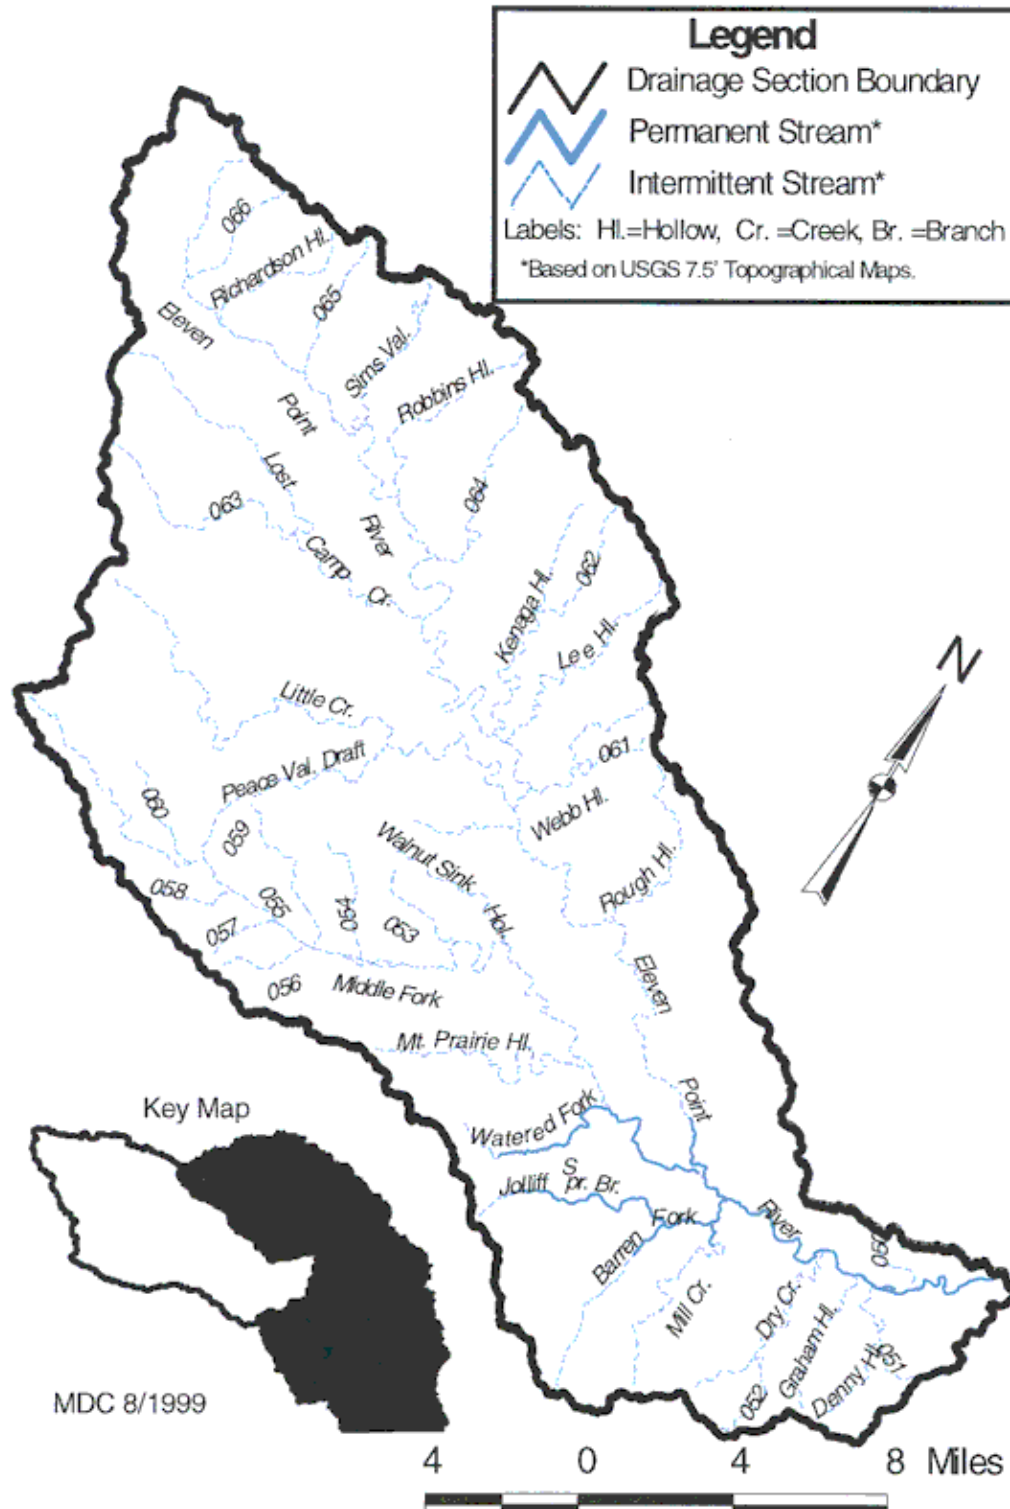 Legend
Drainage Section Boundary
Permanent Stream*
Intermittent Stream*
Labels: Hl.=Hollow, Cr. =Creek, Br. =Branch
*Based on USGS 7.5' Topographical Maps.
066
Richardson Hl.
065
Eleven
Sims Val.
Robbins Hl.
Point
Lost
063
064
River
Camp Cr.
062
Kenaga Hl.
Lee Hl.
N
Little Cr.
061
Peace Val. Draft
060
Webb Hl.
059
Walnut Sink
Hol.
Rough Hl.
058
055
054
053
057
Eleven
056
Middle Fork
Mt. Prairie Hl.
Point
Key Map
Watered Fork
Jolliff Spr. Br.
River
Barren Fork
050
Mill Cr.
Dry Cr.
Graham Hl.
051
Denny Hl.
052
MDC 8/1999
4 0 4 8 Miles